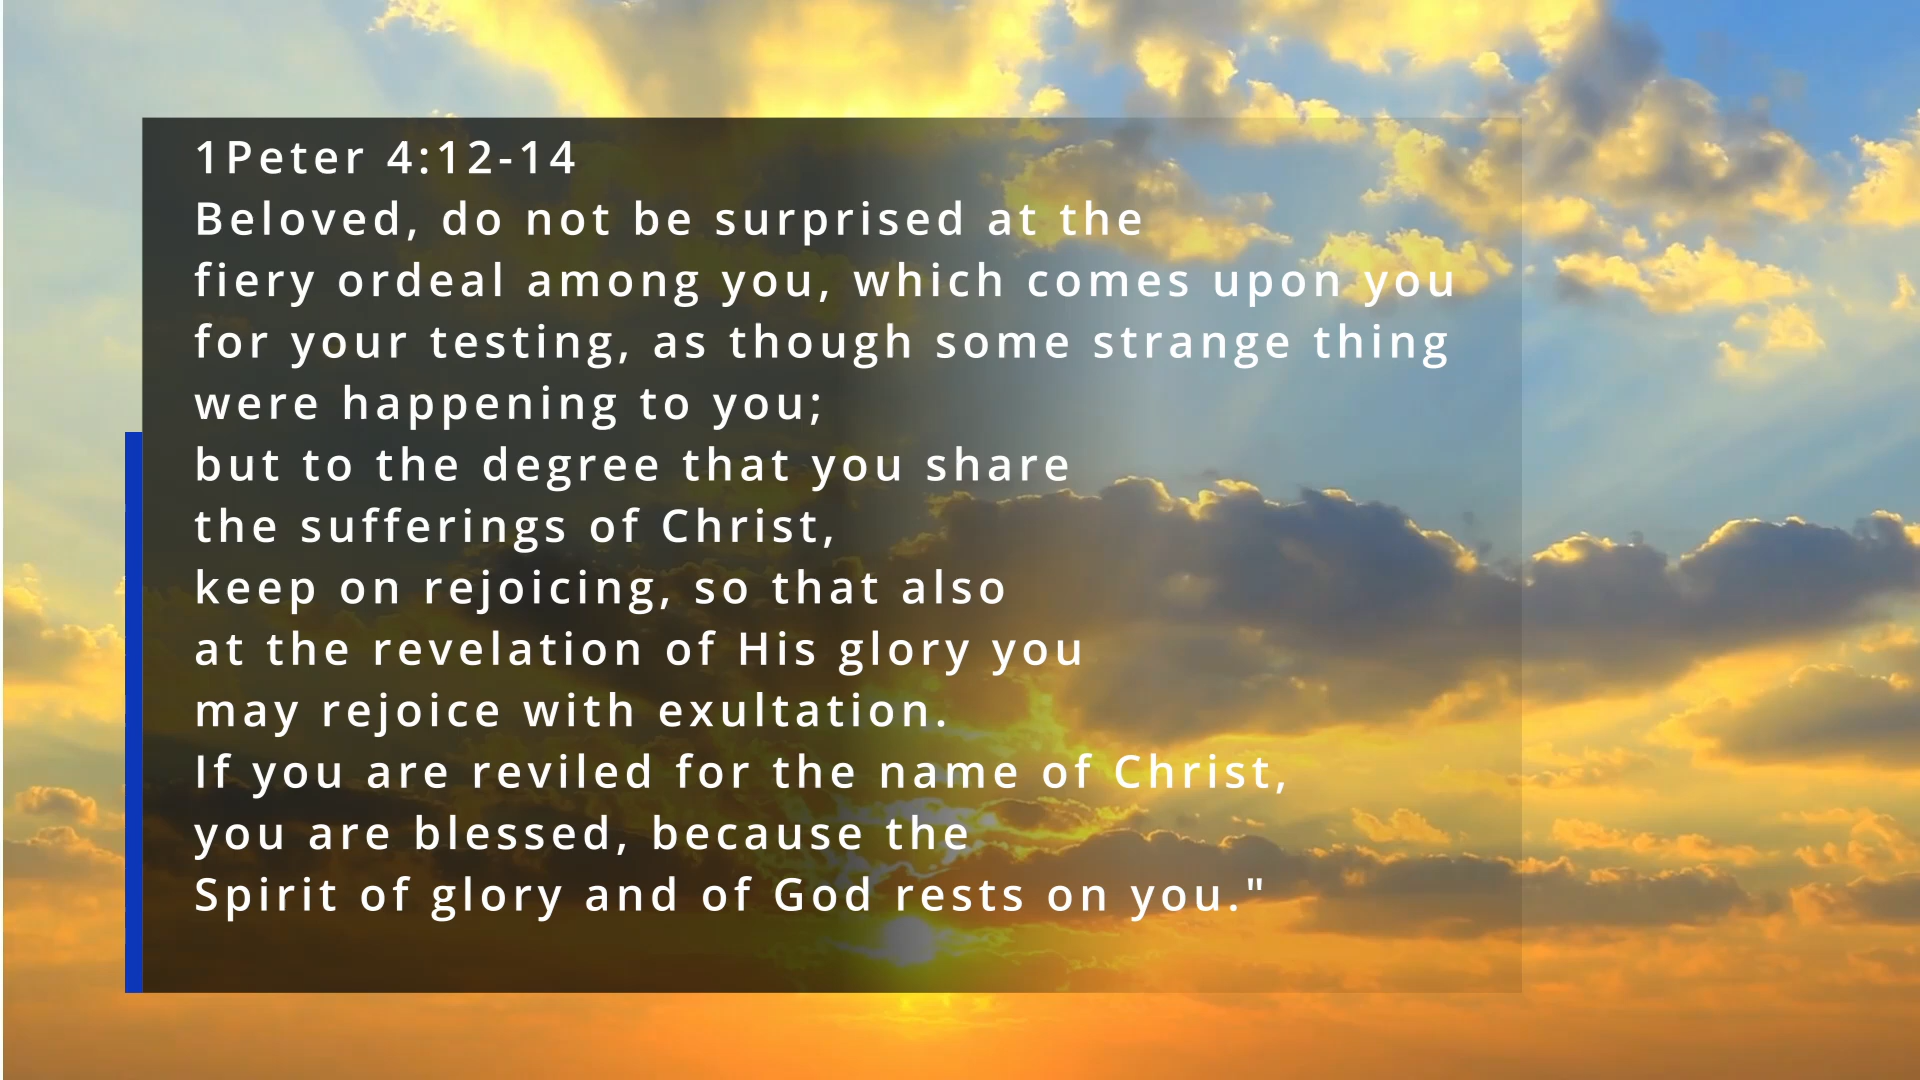 1Peter 4:12-14
Beloved, do not be surprised at the
fiery ordeal among you, which comes upon you
for your testing, as though some strange thing
were happening to you;
but to the degree that you share
the sufferings of Christ,
keep on rejoicing, so that also
at the revelation of His glory you
may rejoice with exultation.
If you are reviled for the name of Christ,
you are blessed, because the
Spirit of glory and of God rests on you."